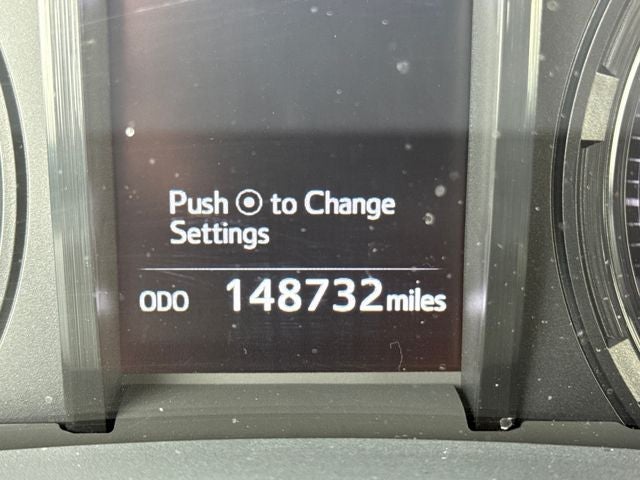 Push ⦿ to Change
Settings
ODO 148732 miles